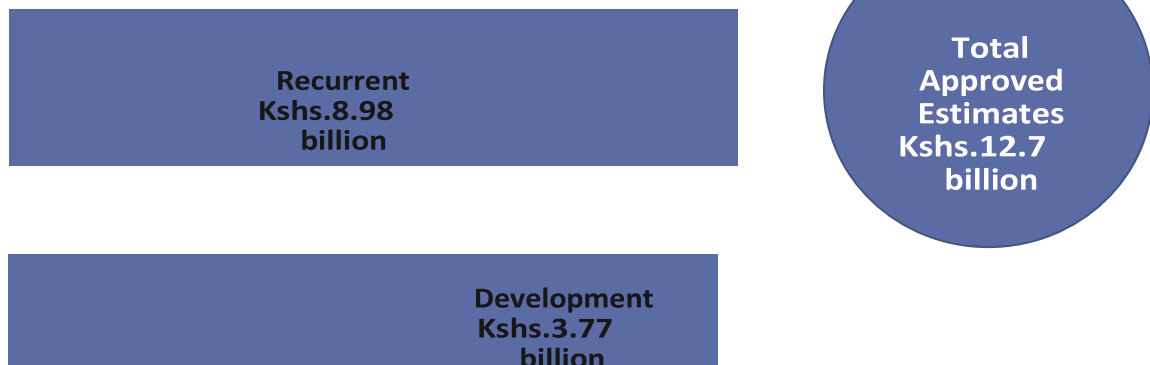 Recurrent
Kshs.8.98
billion
Total
Approved
Estimates
Kshs.12.7
billion
Development
Kshs.3.77
billion